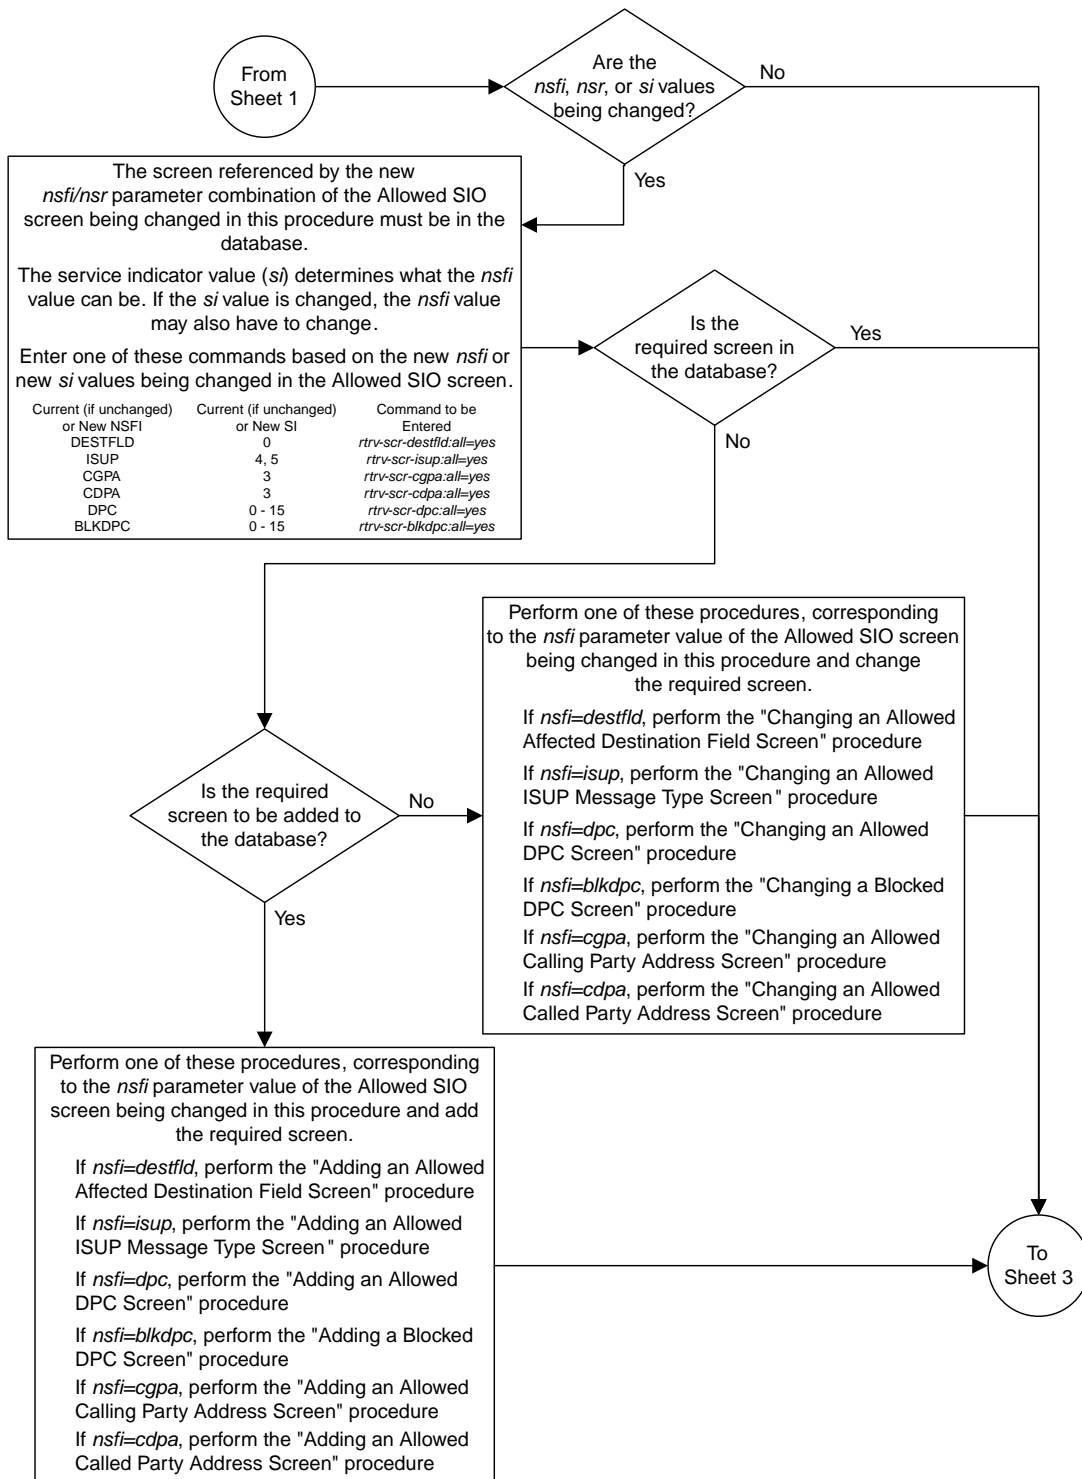 From
Sheet 1
Are the
nsfi, nsr, or si values
being changed?
No
Yes
The screen referenced by the new
nsfi/nsr parameter combination of the Allowed SIO
screen being changed in this procedure must be in the
database.
The service indicator value (si) determines what the nsfi
value can be. If the si value is changed, the nsfi value
may also have to change.
Enter one of these commands based on the new nsfi or
new si values being changed in the Allowed SIO screen.
Current (if unchanged) Current (if unchanged) Command to be
or New NSFI or New SI Entered
DESTFLD 0 rtrv-scr-destfld:all=yes
ISUP 4, 5 rtrv-scr-isup:all=yes
CGPA 3 rtrv-scr-cgpa:all=yes
CDPA 3 rtrv-scr-cdpa:all=yes
DPC 0 - 15 rtrv-scr-dpc:all=yes
BLKDPC 0 - 15 rtrv-scr-blkdpc:all=yes
Is the
required screen in
the database?
Yes
No
Is the required
screen to be added to
the database?
No
Yes
Perform one of these procedures, corresponding
to the nsfi parameter value of the Allowed SIO screen
being changed in this procedure and change
the required screen.
If nsfi=destfld, perform the "Changing an Allowed
Affected Destination Field Screen" procedure
If nsfi=isup, perform the "Changing an Allowed
ISUP Message Type Screen" procedure
If nsfi=dpc, perform the "Changing an Allowed
DPC Screen" procedure
If nsfi=blkdpc, perform the "Changing a Blocked
DPC Screen" procedure
If nsfi=cgpa, perform the "Changing an Allowed
Calling Party Address Screen" procedure
If nsfi=cdpa, perform the "Changing an Allowed
Called Party Address Screen" procedure
Perform one of these procedures, corresponding
to the nsfi parameter value of the Allowed SIO
screen being changed in this procedure and add
the required screen.
If nsfi=destfld, perform the "Adding an Allowed
Affected Destination Field Screen" procedure
If nsfi=isup, perform the "Adding an Allowed
ISUP Message Type Screen" procedure
If nsfi=dpc, perform the "Adding an Allowed
DPC Screen" procedure
If nsfi=blkdpc, perform the "Adding a Blocked
DPC Screen" procedure
If nsfi=cgpa, perform the "Adding an Allowed
Calling Party Address Screen" procedure
If nsfi=cdpa, perform the "Adding an Allowed
Called Party Address Screen" procedure
To
Sheet 3